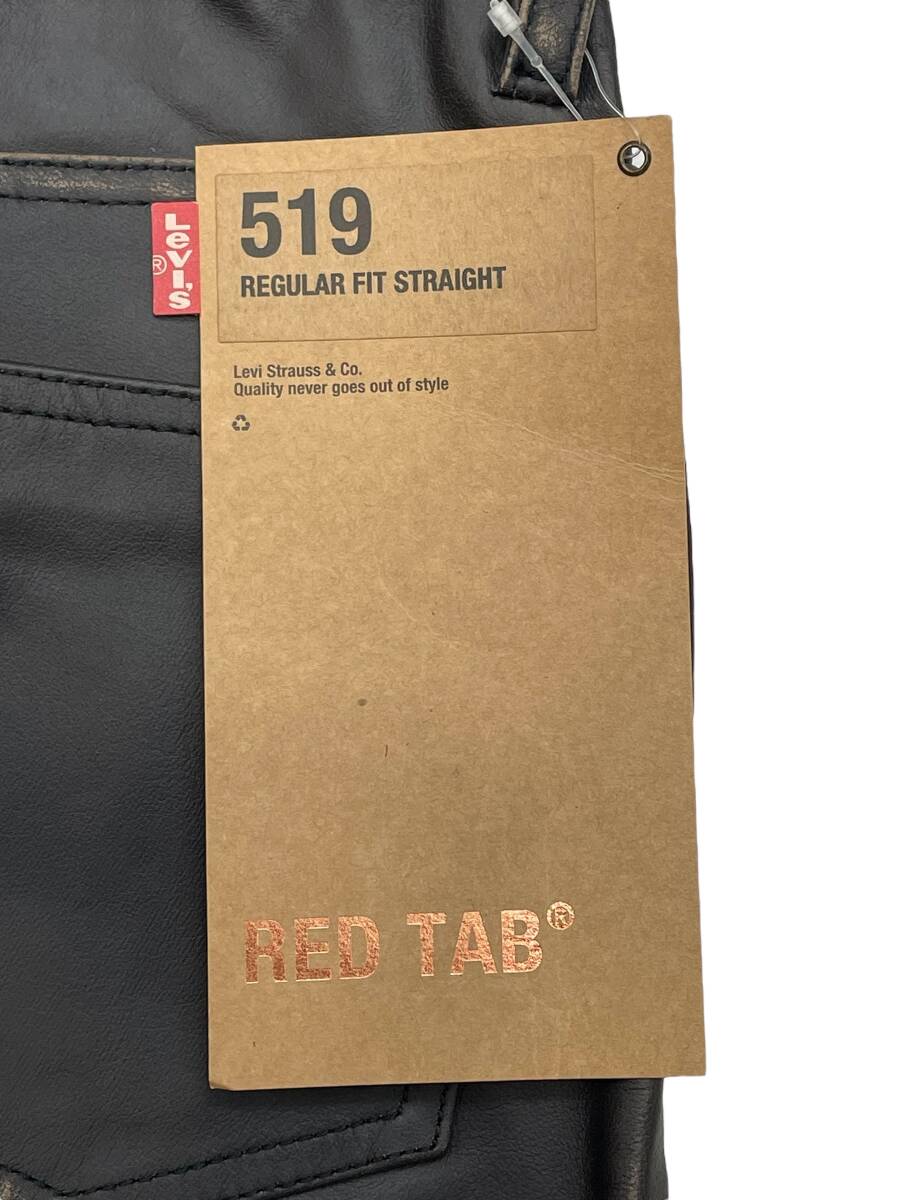 519
REGULAR FIT STRAIGHT
Levi Strauss & Co.
Quality never goes out of style
RED TAB®
LeVI'S
®